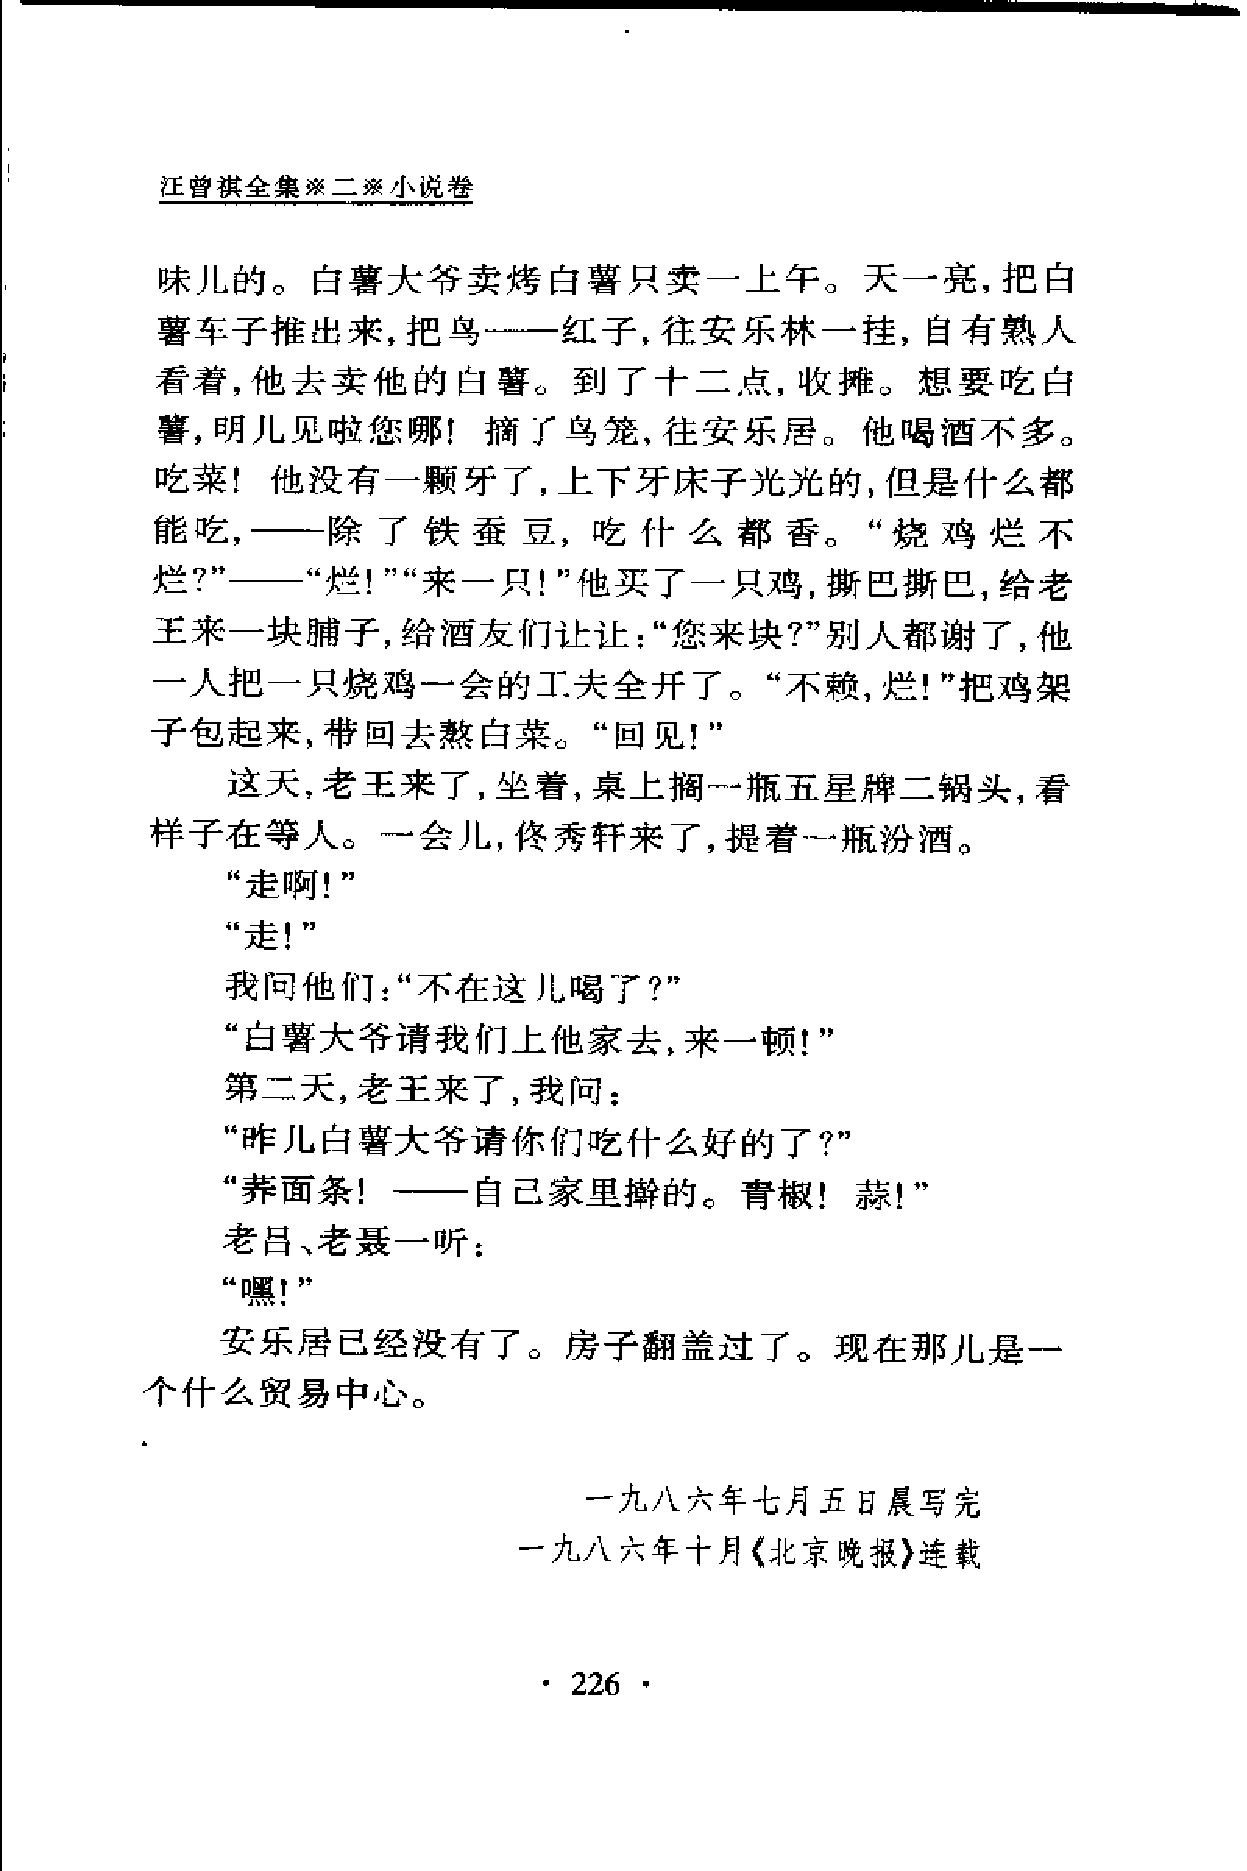 汪曾祺全集※二※小说卷
味儿的。白薯大爷卖烤白薯只卖一上午。天一亮，把白
薯车子推出来，把鸟——红子，往安乐林一挂，自有熟人
看着，他去卖他的白薯。到了十二点，收摊。想要吃白
薯，明儿见啦您哪！摘了鸟笼，往安乐居。他喝酒不多。
吃菜！他没有一颗牙了，上下牙床子光光的，但是什么都
能吃，——除了铁蚕豆，吃什么都香。“烧鸡烂不
烂？”——“烂！”“来一只！”他买了一只鸡，撕巴撕巴，给老
王来一块脯子，给酒友们让让：“您来块？”别人都谢了，他
一人把一只烧鸡一会的工夫全开了。“不赖，烂！”把鸡架
子包起来，带回去熬白菜。“回见！”
这天，老王来了，坐着，桌上搁一瓶五星牌二锅头，看
样子在等人。一会儿，佟秀轩来了，提着一瓶汾酒。
“走啊！”
“走！”
我问他们：“不在这儿喝了？”
“白薯大爷请我们上他家去，来一顿！”
第二天，老王来了，我问：
“昨儿白薯大爷请你们吃什么好的了？”
“荞面条！——自己家里擀的。青椒！蒜！”
老吕、老聂一听：
“嘿！”
安乐居已经没有了。房子翻盖过了。现在那儿是一
个什么贸易中心。
一九八六年七月五日晨写完
一九八六年十月《北京晚报》连载
· 226 ·